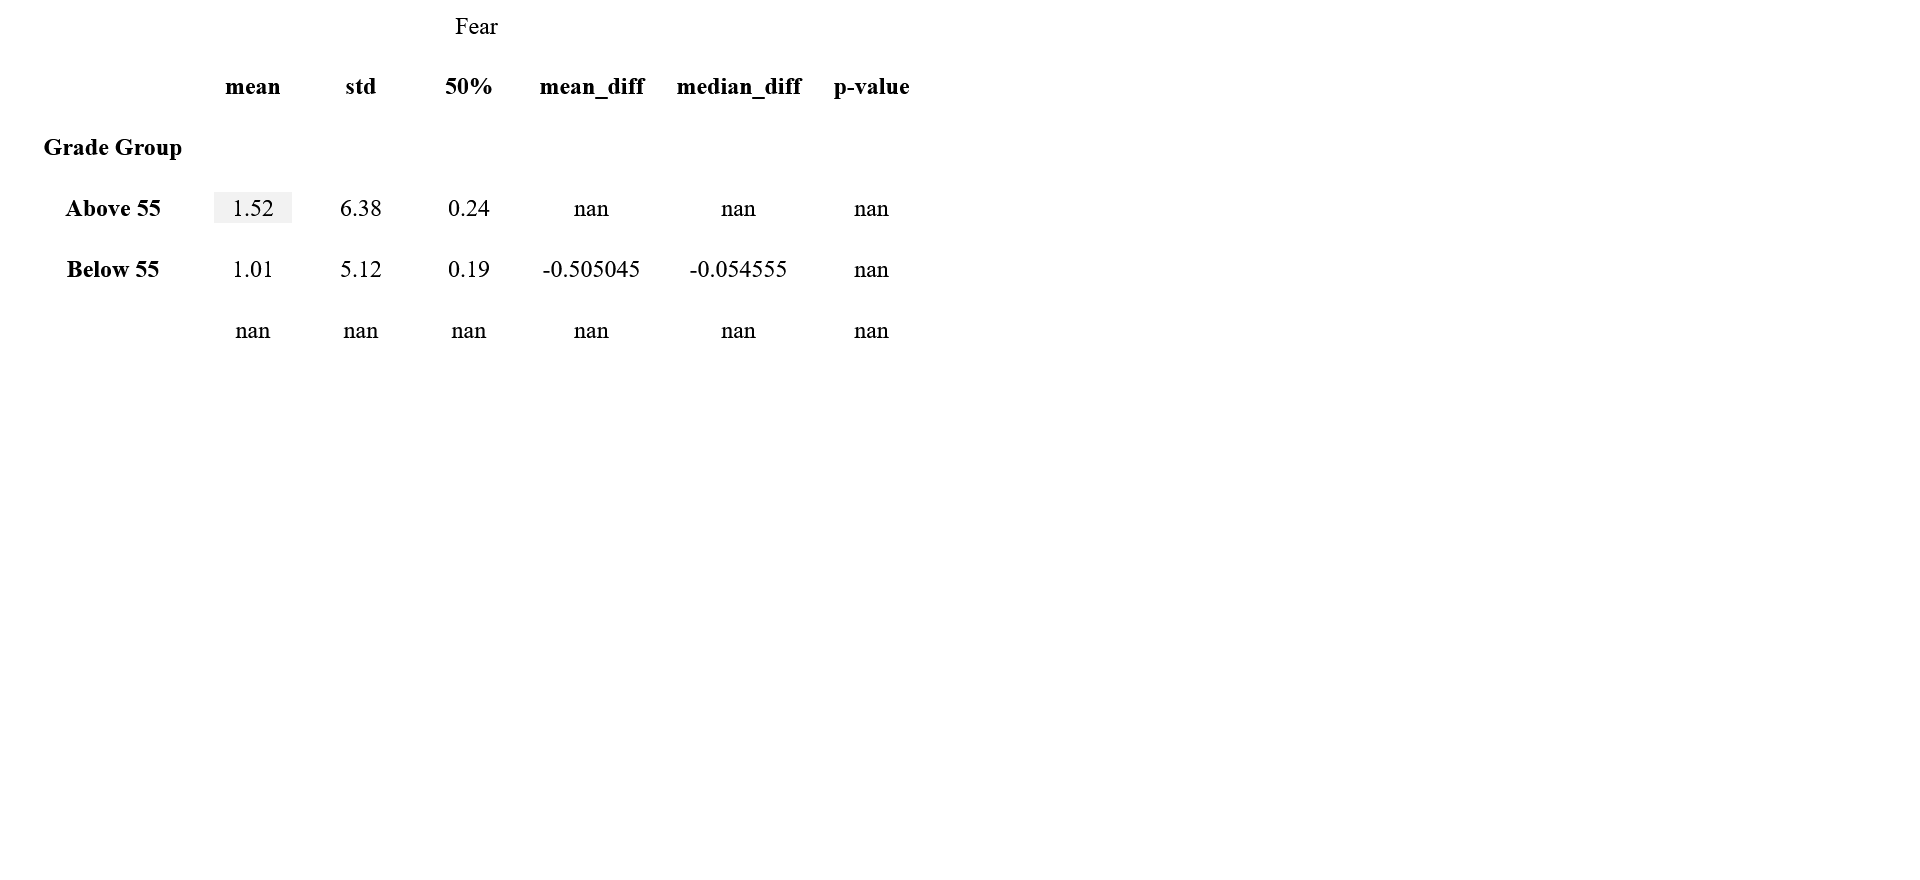 Fear
mean std 50% mean_diff median_diff p-value
Grade Group
Above 55 1.52 6.38 0.24 nan nan nan
Below 55 1.01 5.12 0.19 -0.505045 -0.054555 nan
nan nan nan nan nan nan